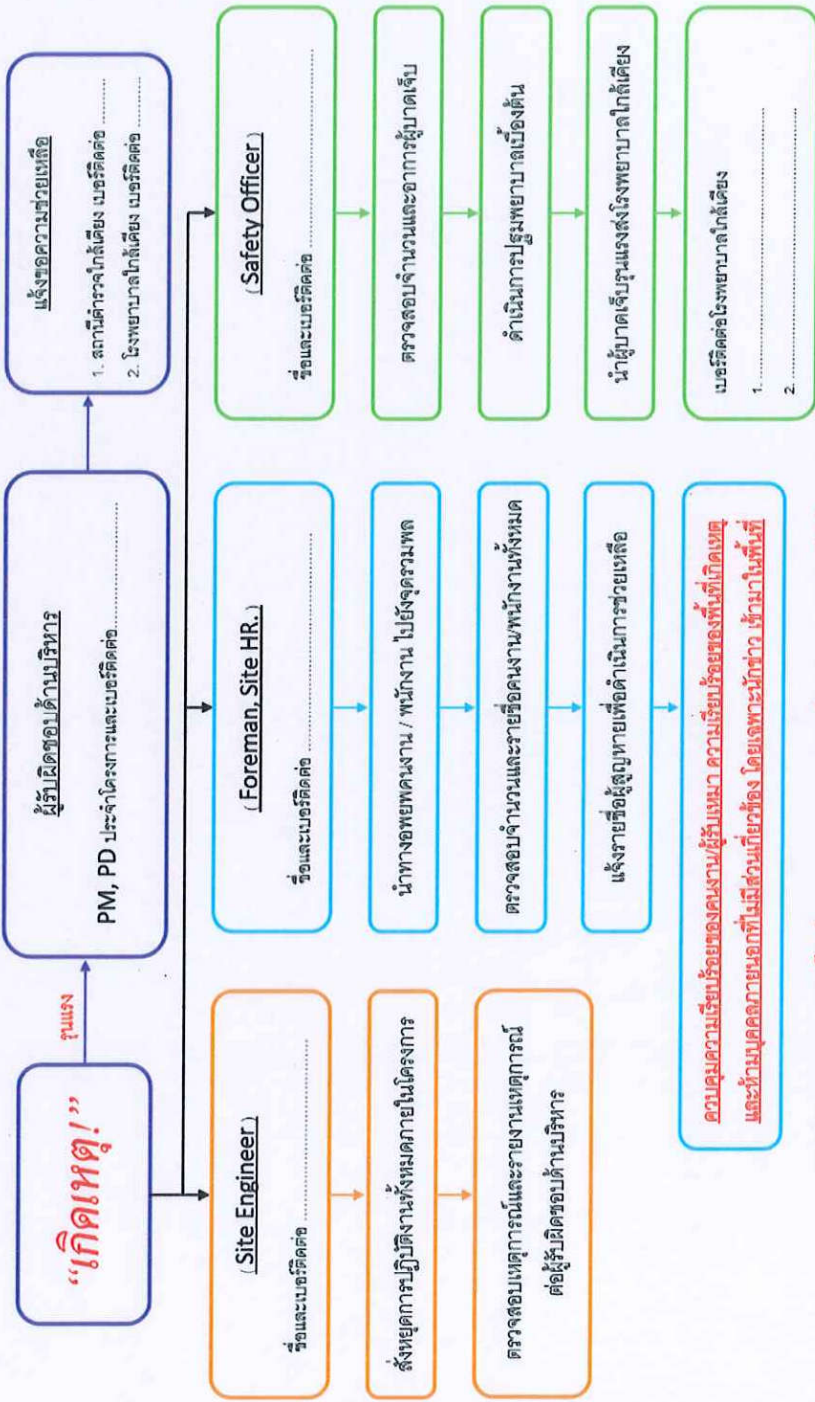 “เกิดเหตุ!”
รุนแรง
ผู้รับผิดชอบด้านบริหาร
PM, PD ประจำโครงการและเบอร์ติดต่อ..............................
แจ้งขอความช่วยเหลือ
1. สถานีตำรวจใกล้เคียง เบอร์ติดต่อ ............
2. โรงพยาบาลใกล้เคียง เบอร์ติดต่อ ............
( Site Engineer )
ชื่อและเบอร์ติดต่อ ........................................
สั่งหยุดการปฏิบัติงานทั้งหมดภายในโครงการ
ตรวจสอบเหตุการณ์และรายงานเหตุการณ์
ต่อผู้รับผิดชอบด้านบริหาร
( Foreman, Site HR. )
ชื่อและเบอร์ติดต่อ ........................................
นำทางอพยพคนงาน / พนักงาน ไปยังจุดรวมพล
ตรวจสอบจำนวนและรายชื่อคนงาน/พนักงานทั้งหมด
แจ้งรายชื่อผู้สูญหายเพื่อดำเนินการช่วยเหลือ
ควบคุมความเรียบร้อยของคนงาน/ผู้รับเหมา ความเรียบร้อยของพื้นที่เกิดเหตุ
และห้ามบุคคลภายนอกที่ไม่มีส่วนเกี่ยวข้อง โดยเฉพาะนักข่าว เข้ามาในพื้นที่
( Safety Officer )
ชื่อและเบอร์ติดต่อ ........................................
ตรวจสอบจำนวนและอาการผู้บาดเจ็บ
ดำเนินการปฐมพยาบาลเบื้องต้น
นำผู้บาดเจ็บรุนแรงส่งโรงพยาบาลใกล้เคียง
เบอร์ติดต่อโรงพยาบาลใกล้เคียง
1. ........................................
2. ........................................